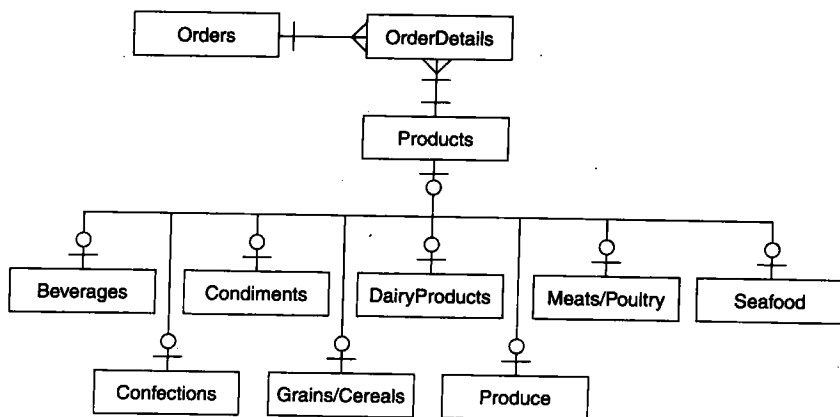 Orders
OrderDetails
Products
Beverages
Condiments
DairyProducts
Meats/Poultry
Seafood
Confections
Grains/Cereals
Produce